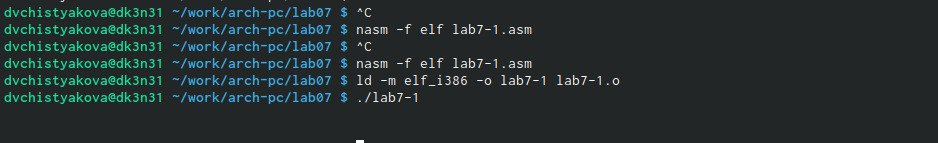 dvchistyakova@dk3n31 ~/work/arch-pc/lab07 $ ^C
dvchistyakova@dk3n31 ~/work/arch-pc/lab07 $ nasm -f elf lab7-1.asm
dvchistyakova@dk3n31 ~/work/arch-pc/lab07 $ ^C
dvchistyakova@dk3n31 ~/work/arch-pc/lab07 $ nasm -f elf lab7-1.asm
dvchistyakova@dk3n31 ~/work/arch-pc/lab07 $ ld -m elf_i386 -o lab7-1 lab7-1.o
dvchistyakova@dk3n31 ~/work/arch-pc/lab07 $ ./lab7-1